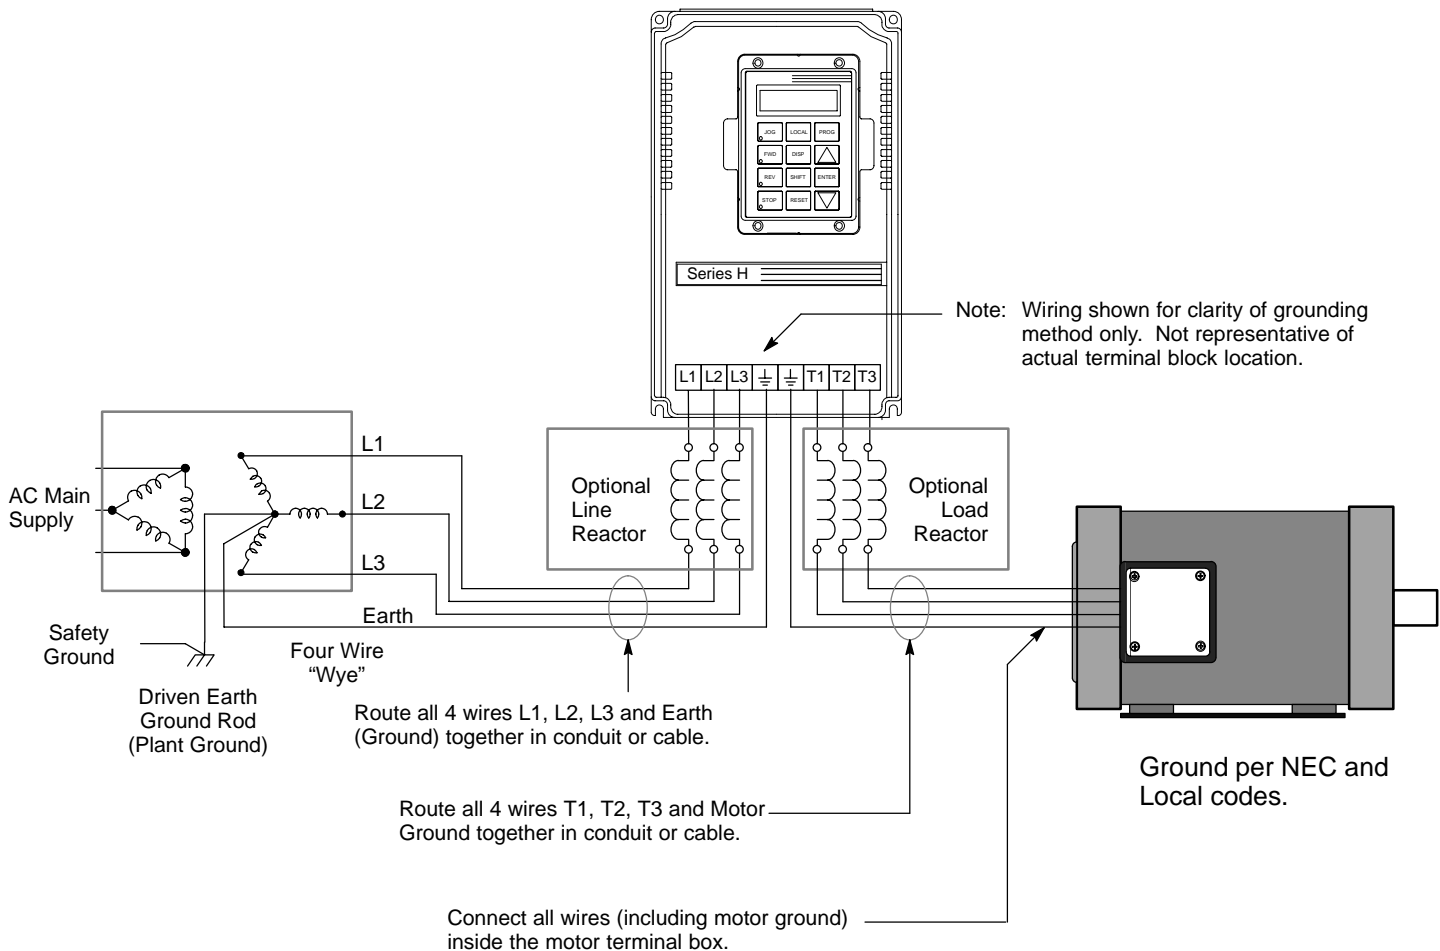 JOG LOCAL PROG
FWD DISP
REV SHIFT ENTER
STOP RESET
Series H
Note: Wiring shown for clarity of grounding
method only. Not representative of
actual terminal block location.
L1 L2 L3 T1 T2 T3
AC Main
Supply
L1
L2
L3
Earth
Optional
Line
Reactor
Optional
Load
Reactor
Safety
Ground
Four Wire
“Wye”
Driven Earth
Ground Rod
(Plant Ground)
Route all 4 wires L1, L2, L3 and Earth
(Ground) together in conduit or cable.
Ground per NEC and
Local codes.
Route all 4 wires T1, T2, T3 and Motor
Ground together in conduit or cable.
Connect all wires (including motor ground)
inside the motor terminal box.